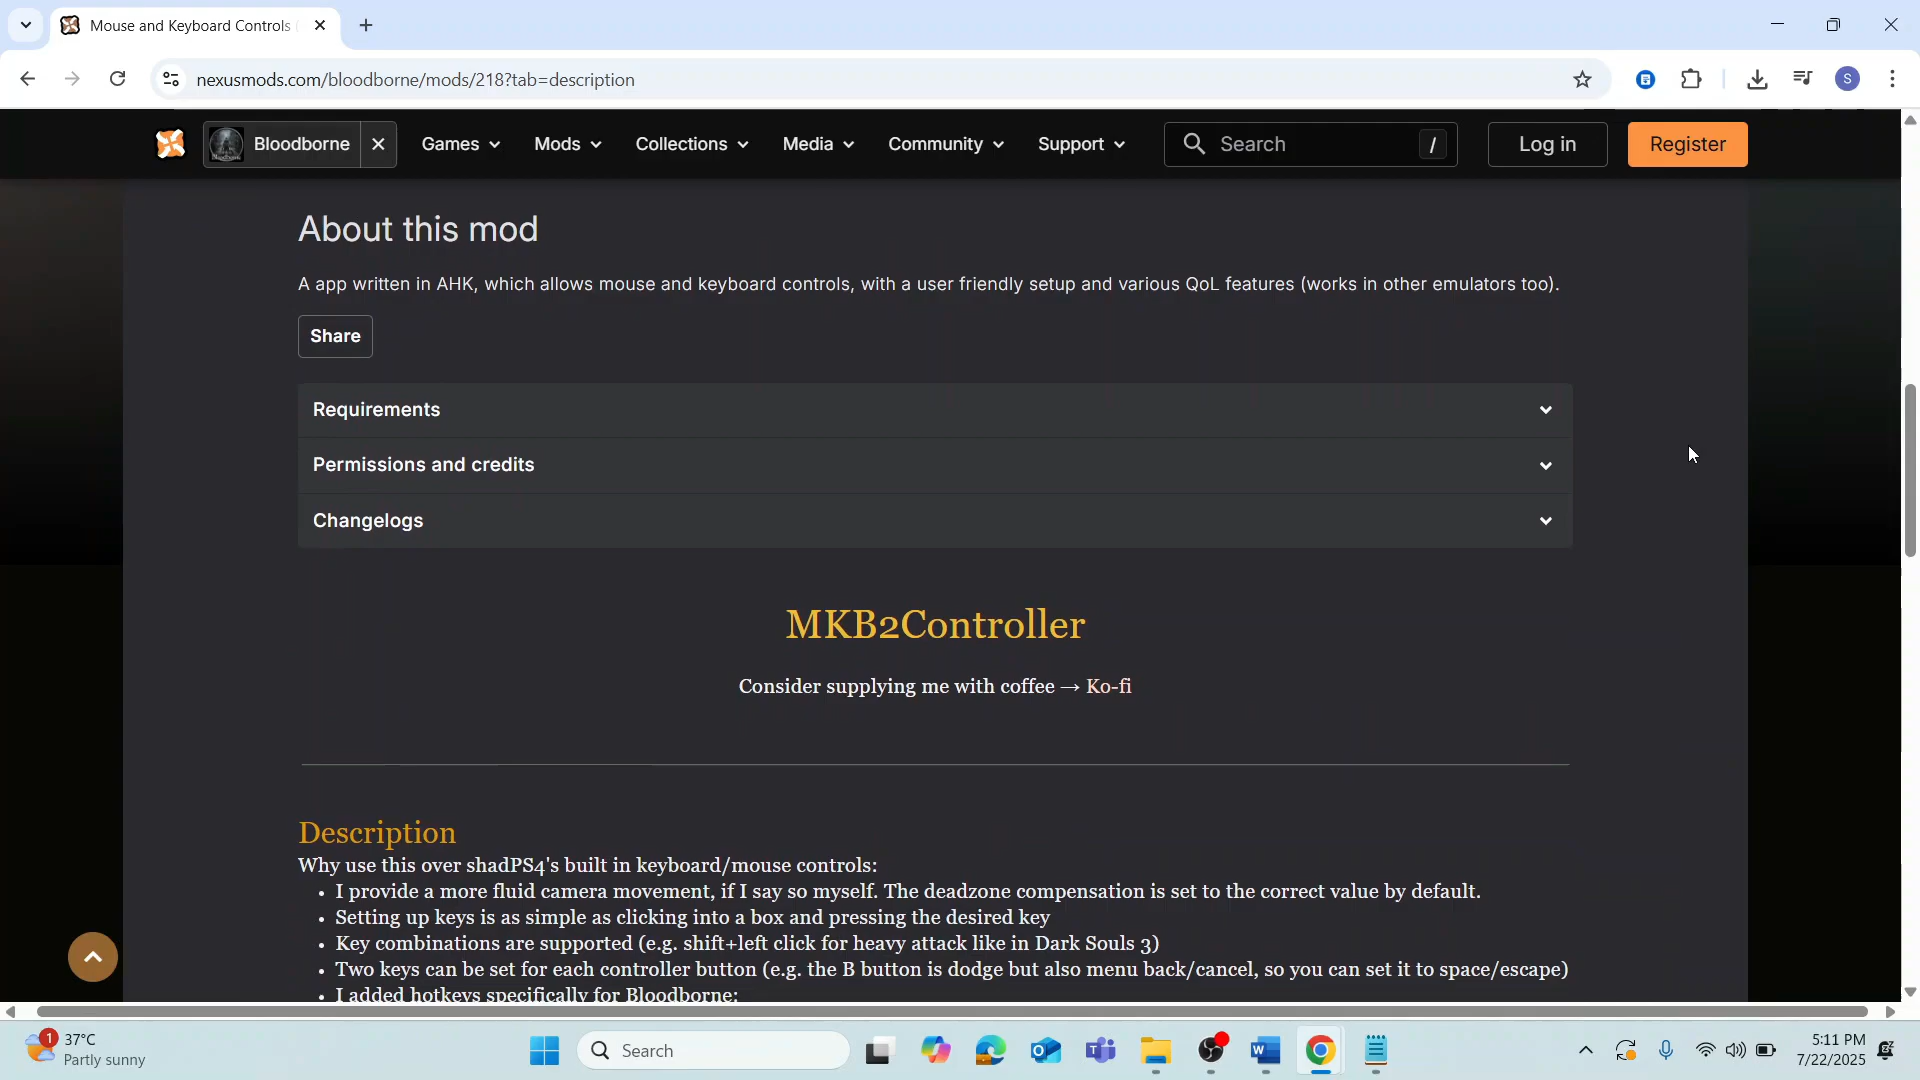 Mouse and Keyboard Controls
nexusmods.com/bloodborne/mods/218?tab=description
S
Bloodborne
Games
Mods
Collections
Media
Community
Support
Search
/
Log in
Register
About this mod
A app written in AHK, which allows mouse and keyboard controls, with a user friendly setup and various QoL features (works in other emulators too).
Share
Requirements
Permissions and credits
Changelogs
MKB2Controller
Consider supplying me with coffee → Ko-fi
Description
Why use this over shadPS4's built in keyboard/mouse controls:
• I provide a more fluid camera movement, if I say so myself. The deadzone compensation is set to the correct value by default.
• Setting up keys is as simple as clicking into a box and pressing the desired key
• Key combinations are supported (e.g. shift+left click for heavy attack like in Dark Souls 3)
• Two keys can be set for each controller button (e.g. the B button is dodge but also menu back/cancel, so you can set it to space/escape)
• I added hotkeys specifically for Bloodborne:
1
37°C
Partly sunny
Search
5:11 PM
7/22/2025